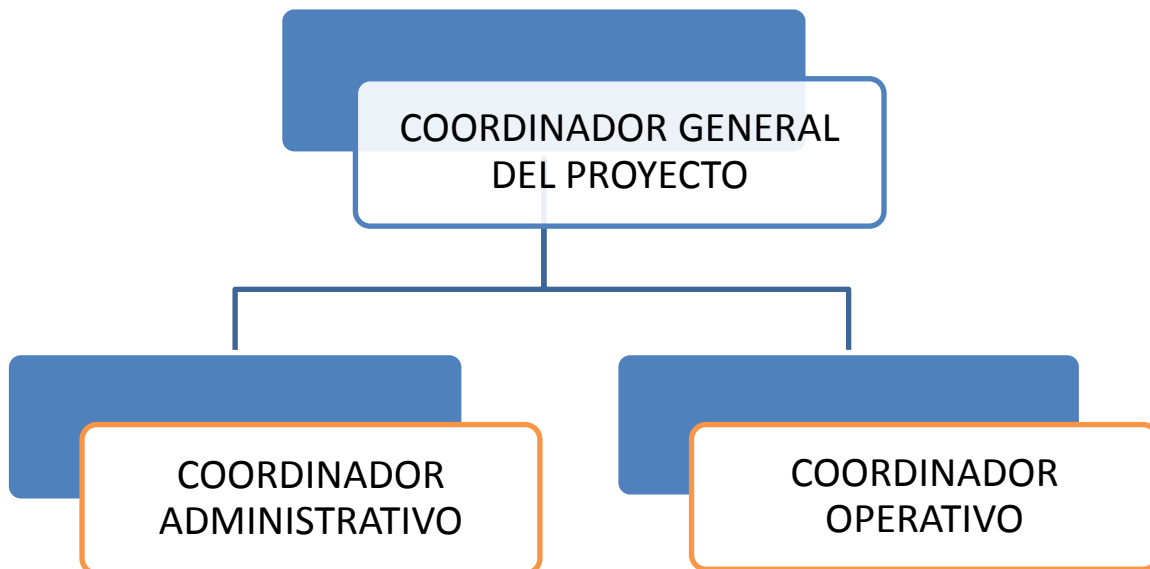 COORDINADOR GENERAL
DEL PROYECTO
COORDINADOR
ADMINISTRATIVO
COORDINADOR
OPERATIVO